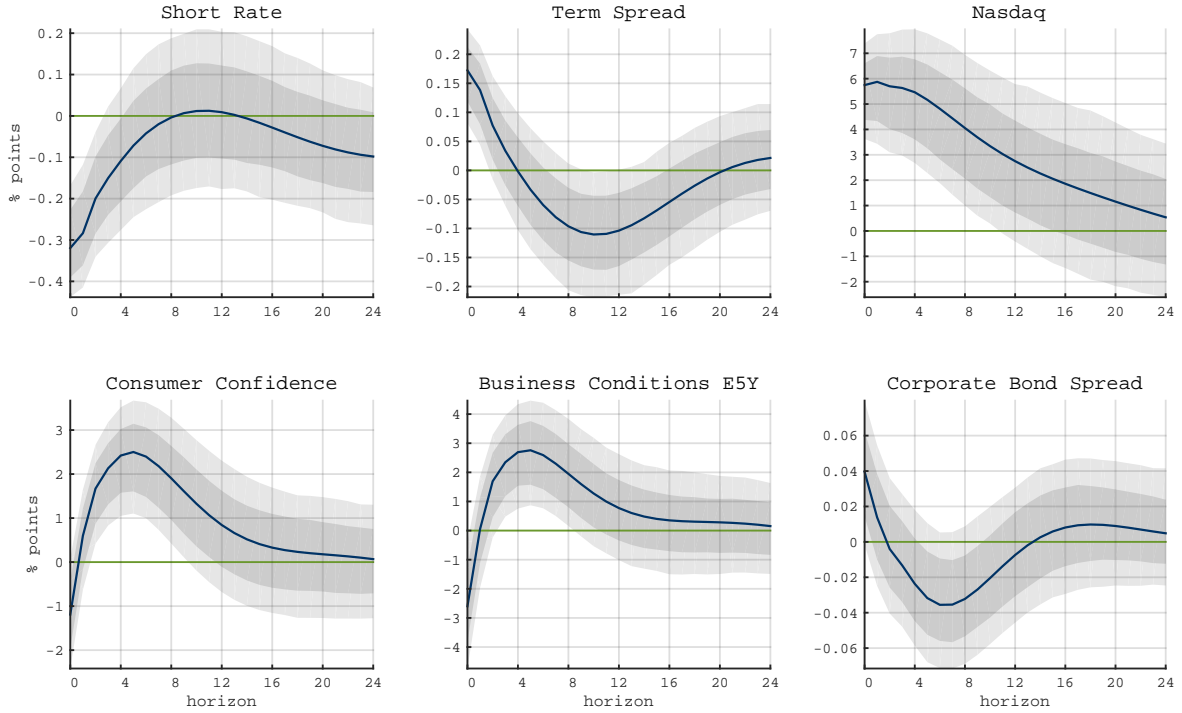 Short Rate
Term Spread
Nasdaq
0.2
0.1
0
-0.1
-0.2
-0.3
-0.4
% points
0 4 8 12 16 20 24
0.2
0.15
0.1
0.05
0
-0.05
-0.1
-0.15
-0.2
0 4 8 12 16 20 24
7
6
5
4
3
2
1
0
-1
-2
0 4 8 12 16 20 24
Consumer Confidence
Business Conditions E5Y
Corporate Bond Spread
3
2
1
0
-1
-2
% points
0 4 8 12 16 20 24
horizon
4
3
2
1
0
-1
-2
-3
-4
0 4 8 12 16 20 24
horizon
0.06
0.04
0.02
0
-0.02
-0.04
-0.06
0 4 8 12 16 20 24
horizon